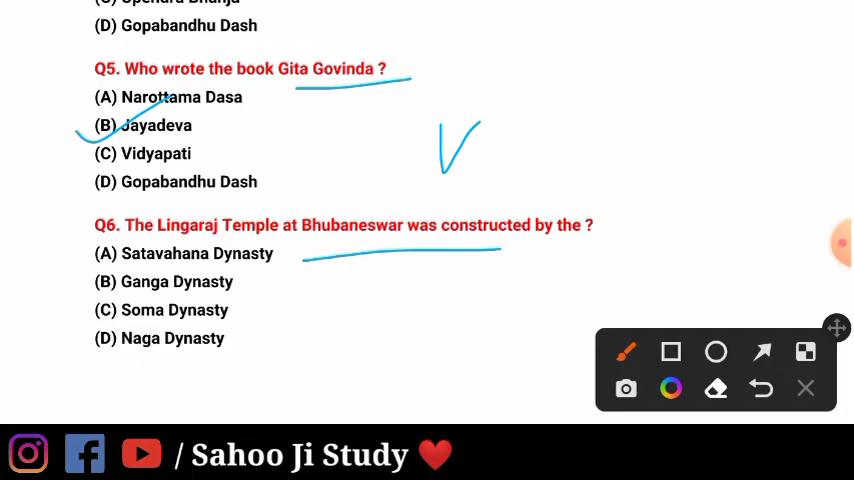 (D) Gopabandhu Dash
Q5. Who wrote the book Gita Govinda ?
(A) Narottama Dasa
(B) Jayadeva
(C) Vidyapati
(D) Gopabandhu Dash
Q6. The Lingaraj Temple at Bhubaneswar was constructed by the ?
(A) Satavahana Dynasty
(B) Ganga Dynasty
(C) Soma Dynasty
(D) Naga Dynasty
/ Sahoo Ji Study ❤️